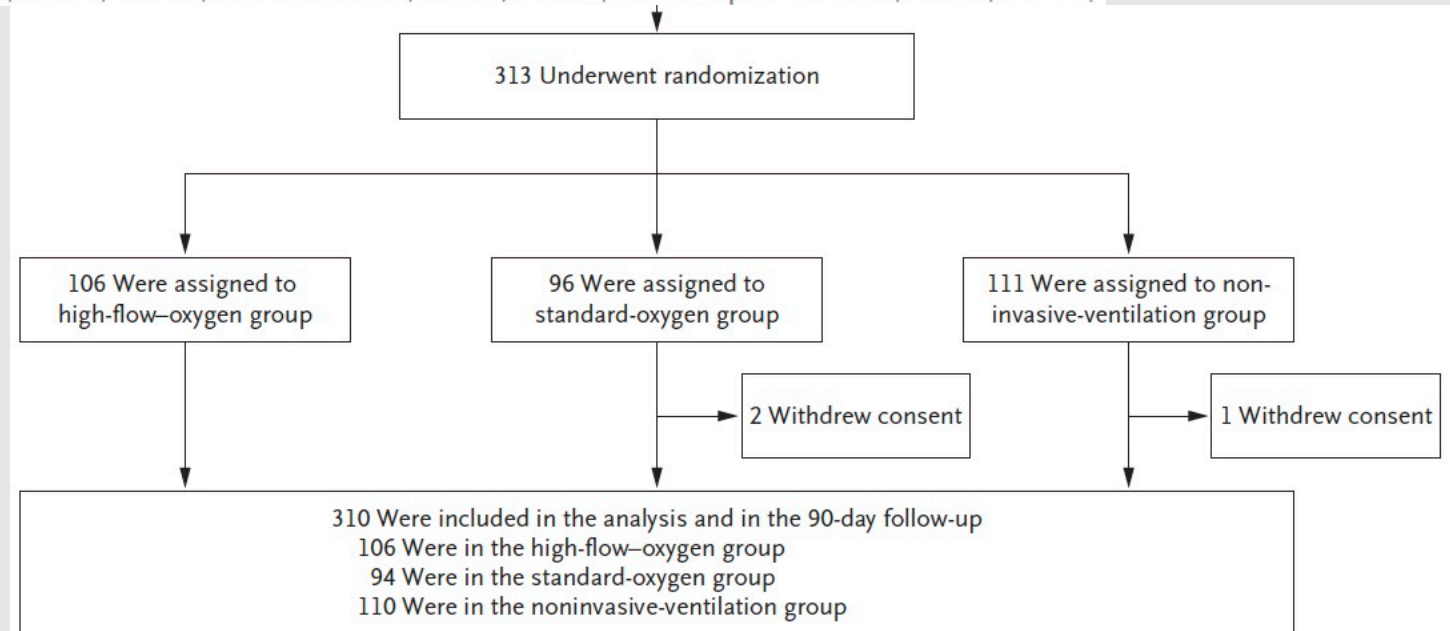 313 Underwent randomization
106 Were assigned to
high-flow–oxygen group
96 Were assigned to
standard-oxygen group
111 Were assigned to non-
invasive-ventilation group
2 Withdrew consent
1 Withdrew consent
310 Were included in the analysis and in the 90-day follow-up
106 Were in the high-flow–oxygen group
94 Were in the standard-oxygen group
110 Were in the noninvasive-ventilation group